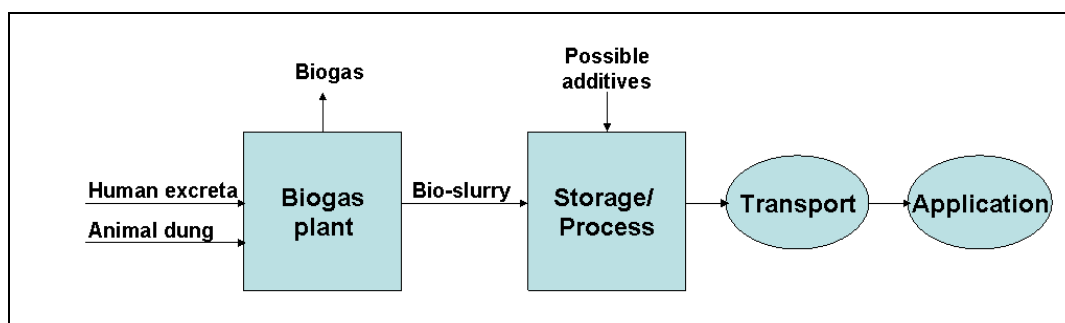 Biogas
Possible
additives
Human excreta
Animal dung
Biogas
plant
Bio-slurry
Storage/
Process
Transport
Application